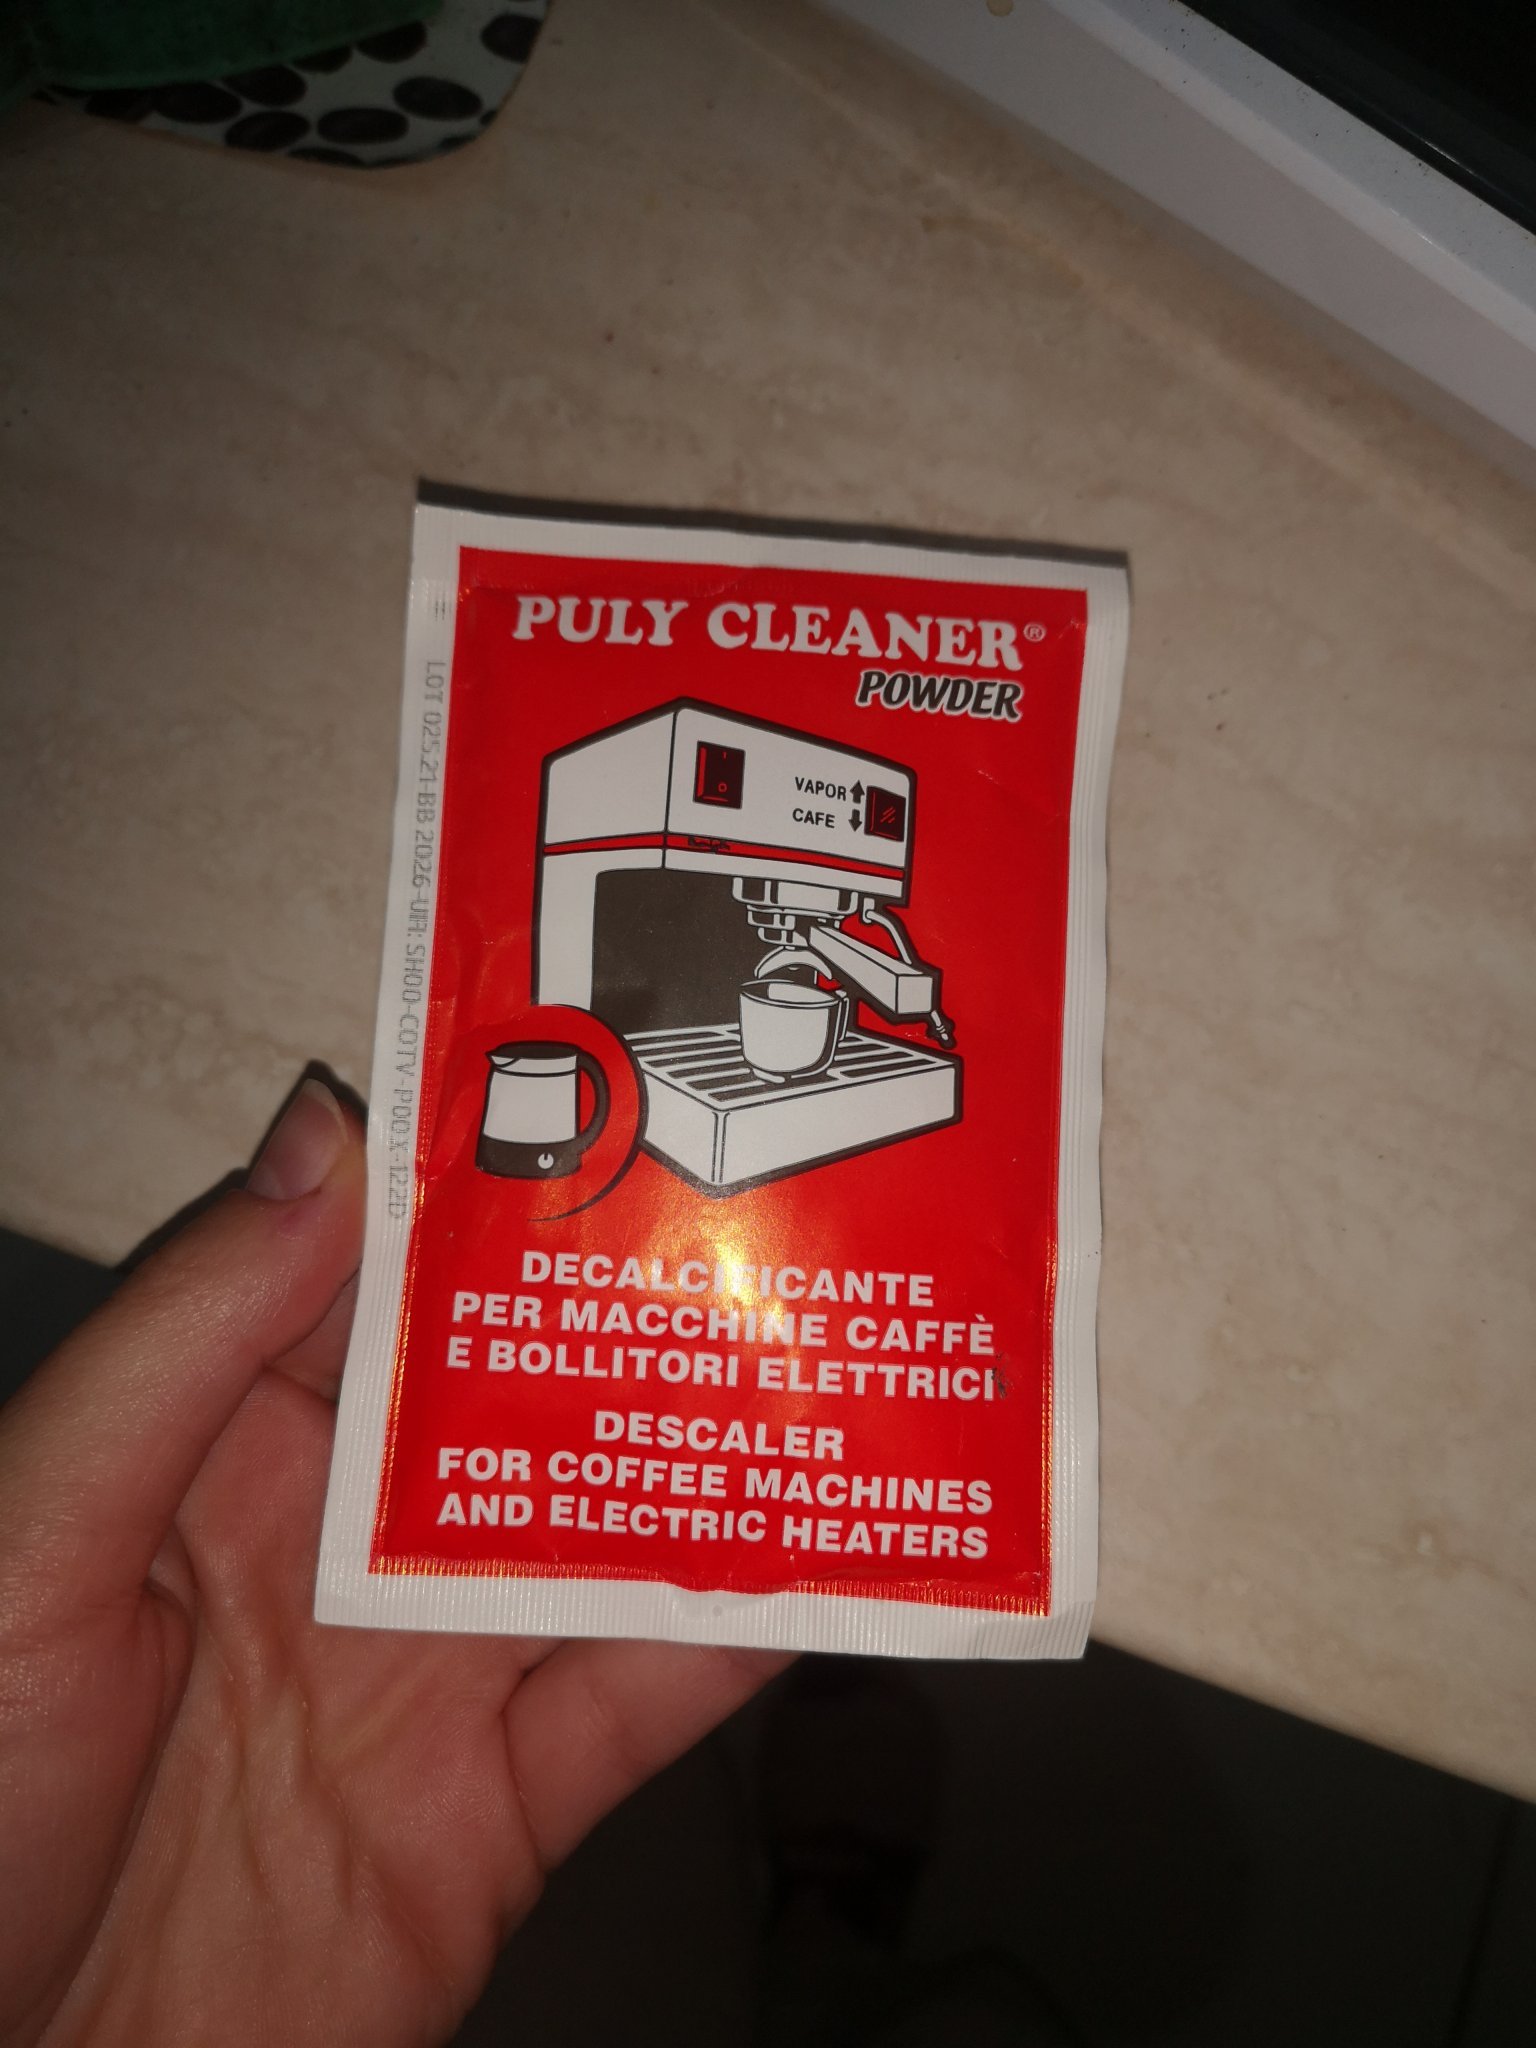 PULY CLEANER®
POWDER
VAPOR
CAFE
DECALCIFICANTE
PER MACCHINE CAFFÈ
E BOLLITORI ELETTRICI
DESCALER
FOR COFFEE MACHINES
AND ELECTRIC HEATERS
LOT 025.21-BB 2026-UFI: SH00-C0TV-P00X-122D